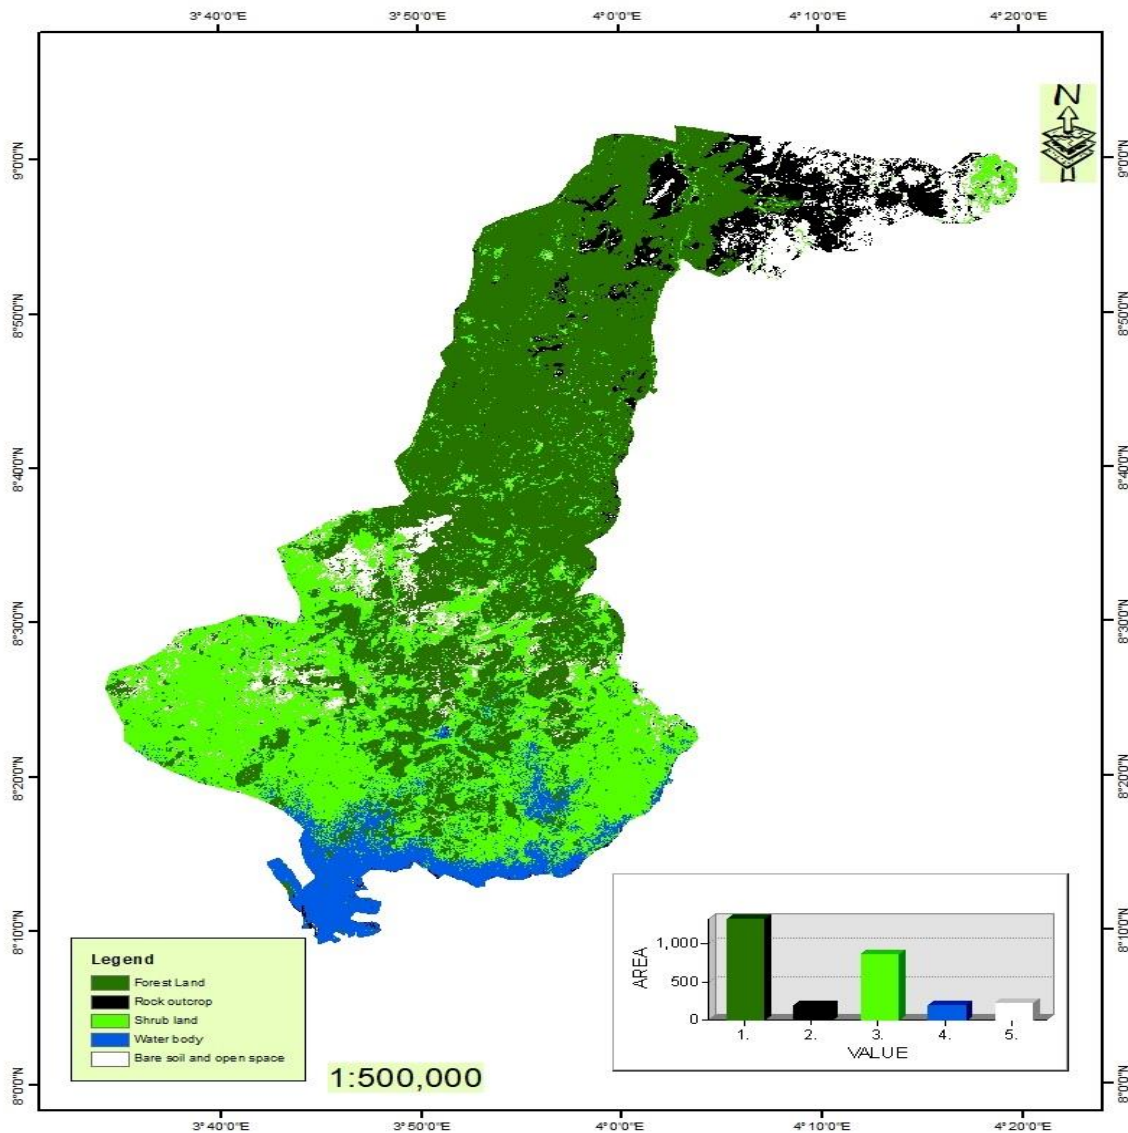 3°40'0"E 3°50'0"E 4°0'0"E 4°10'0"E 4°20'0"E
N
9°0'0"N 9°0'0"N
8°50'0"N 8°50'0"N
8°40'0"N 8°40'0"N
8°30'0"N 8°30'0"N
8°20'0"N 8°20'0"N
8°10'0"N 8°10'0"N
8°0'0"N 8°0'0"N
Legend
Forest Land
Rock outcrop
Shrub land
Water body
Bare soil and open space
1:500,000
AREA
1,000
500
0
1. 2. 3. 4. 5.
VALUE
3°40'0"E 3°50'0"E 4°0'0"E 4°10'0"E 4°20'0"E